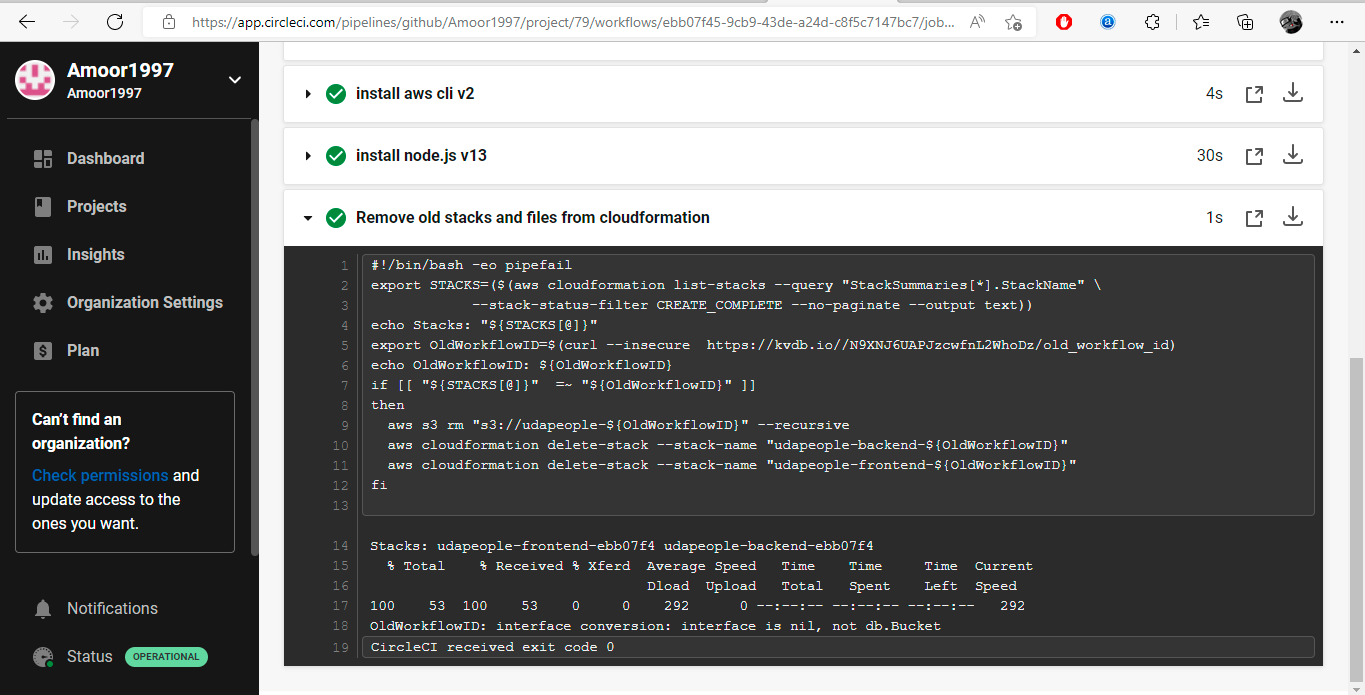 https://app.circleci.com/pipelines/github/Amoor1997/project/79/workflows/ebb07f45-9cb9-43de-a24d-c8f5c7147bc7/job...
Amoor1997
Amoor1997
Dashboard
Projects
Insights
Organization Settings
Plan
Can't find an
organization?
Check permissions and
update access to the
ones you want.
Notifications
Status OPERATIONAL
install aws cli v2 4s
install node.js v13 30s
Remove old stacks and files from cloudformation 1s
1 #!/bin/bash -eo pipefail
2 export STACKS=($(aws cloudformation list-stacks --query "StackSummaries[*].StackName" \
3 --stack-status-filter CREATE_COMPLETE --no-paginate --output text))
4 echo Stacks: "${STACKS[@]}"
5 export OldWorkflowID=$(curl --insecure  https://kvdb.io//N9XNJ6UAPJzcwfnL2WhoDz/old_workflow_id)
6 echo OldWorkflowID: ${OldWorkflowID}
7 if [[ "${STACKS[@]}"  =~ "${OldWorkflowID}" ]]
8 then
9   aws s3 rm "s3://udapeople-${OldWorkflowID}" --recursive
10   aws cloudformation delete-stack --stack-name "udapeople-backend-${OldWorkflowID}"
11   aws cloudformation delete-stack --stack-name "udapeople-frontend-${OldWorkflowID}"
12 fi
13
14 Stacks: udapeople-frontend-ebb07f4 udapeople-backend-ebb07f4
15   % Total    % Received % Xferd  Average Speed   Time    Time     Time  Current
16                                  Dload  Upload   Total   Spent    Left  Speed
17 100    53  100    53    0     0    292      0 --:--:-- --:--:-- --:--:--   292
18 OldWorkflowID: interface conversion: interface is nil, not db.Bucket
19 CircleCI received exit code 0